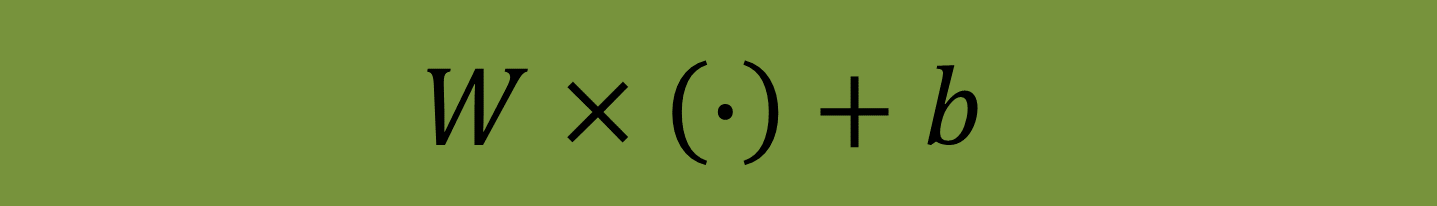 W × (·) + b